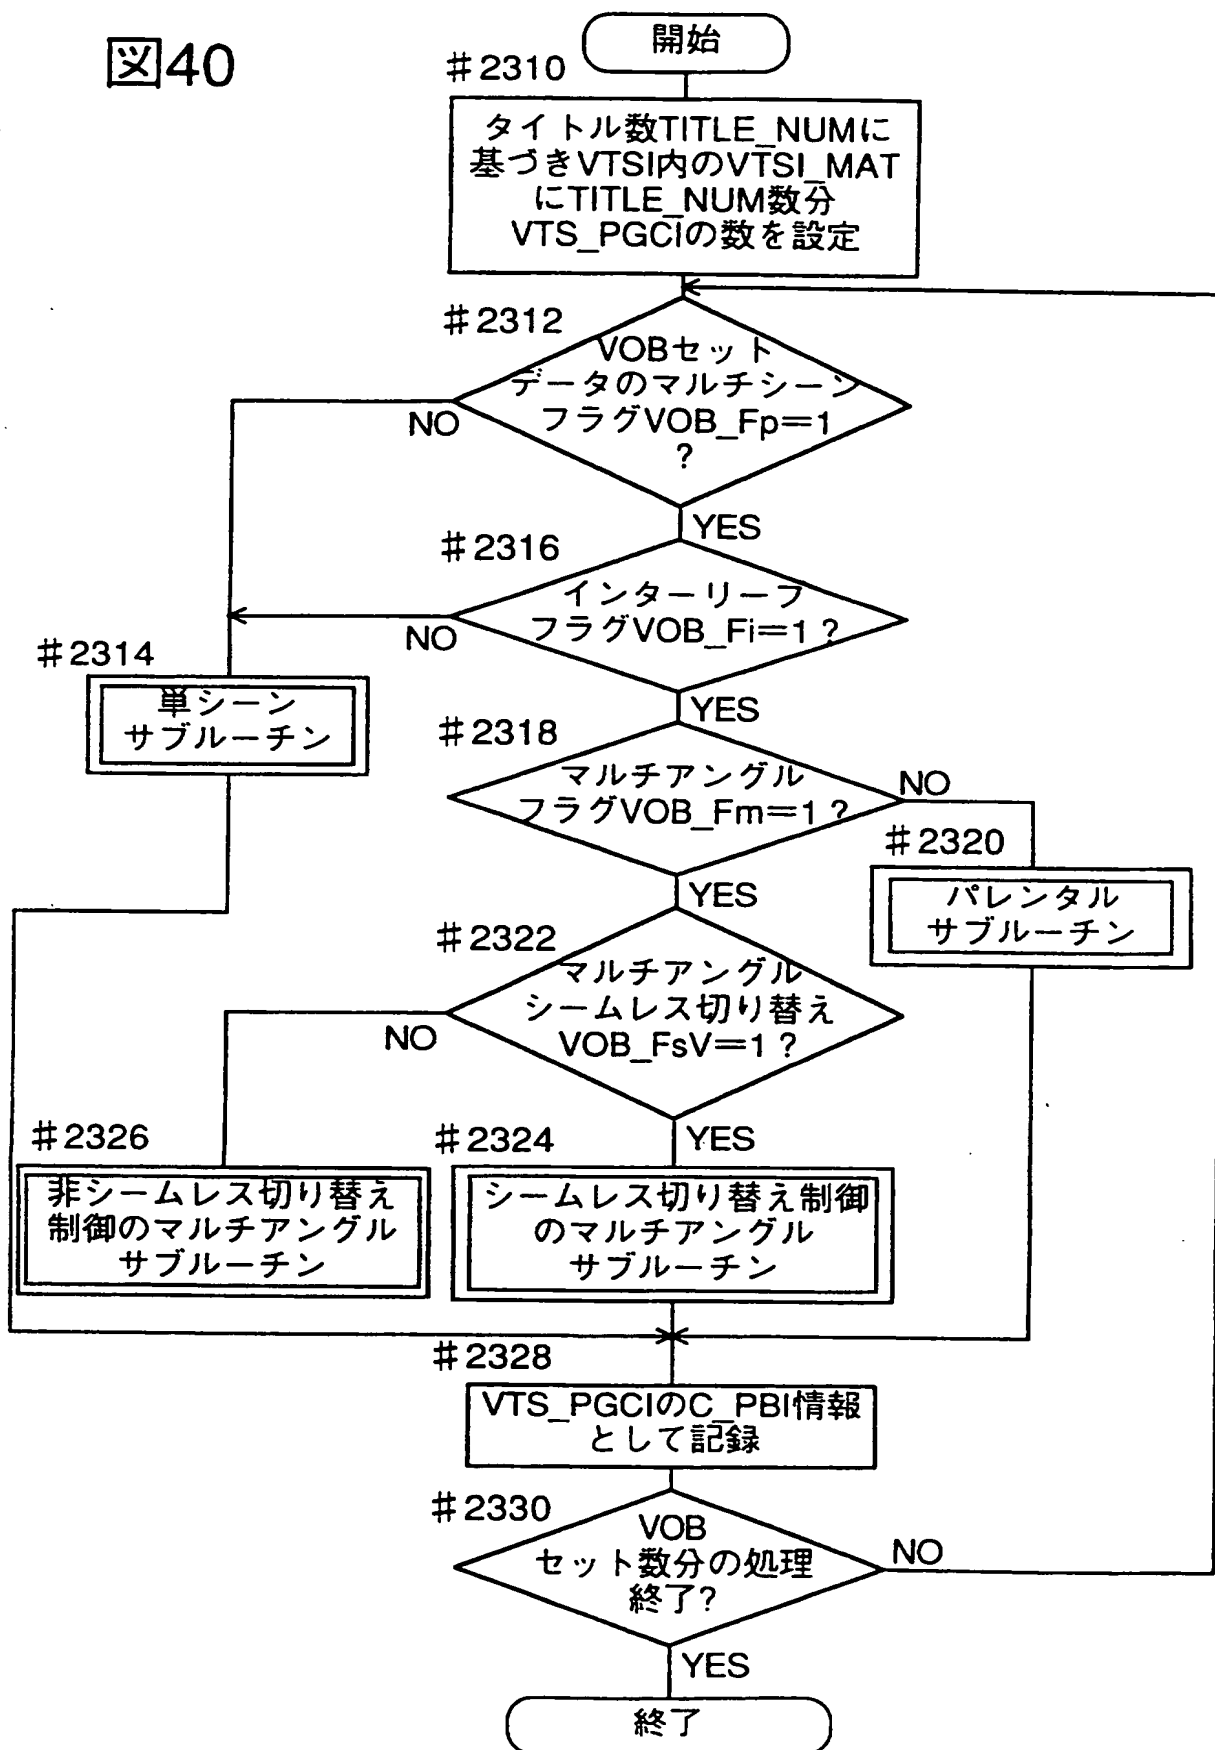 図40
開始
#2310
タイトル数TITLE_NUMに
基づきVTSI内のVTSI_MAT
にTITLE_NUM数分
VTS_PGCIの数を設定
#2312
VOBセット
データのマルチシーン
フラグVOB_Fp=1
?
NO
YES
#2316
インターリーフ
フラグVOB_Fi=1?
NO
YES
#2314
単シーン
サブルーチン
#2318
マルチアングル
フラグVOB_Fm=1?
NO
YES
#2320
パレンタル
サブルーチン
#2322
マルチアングル
シームレス切り替え
VOB_FsV=1?
NO
YES
#2326
非シームレス切り替え
制御のマルチアングル
サブルーチン
#2324
シームレス切り替え制御
のマルチアングル
サブルーチン
#2328
VTS_PGCIのC_PBI情報
として記録
#2330
VOB
セット数分の処理
終了?
NO
YES
終了